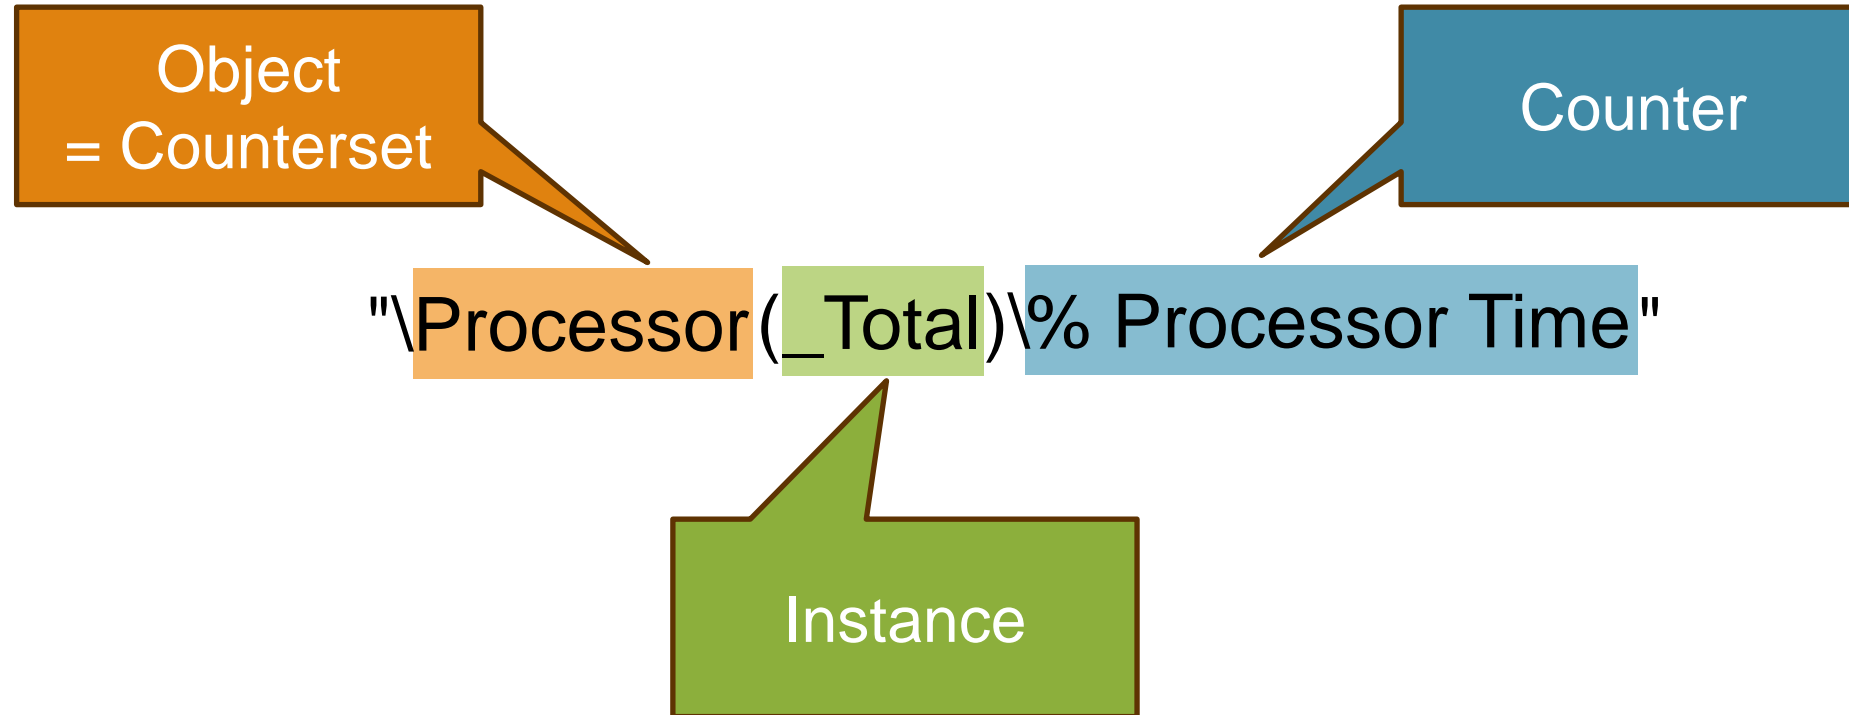 Object
= Counterset
Counter
"\Processor(_Total)\% Processor Time"
Instance